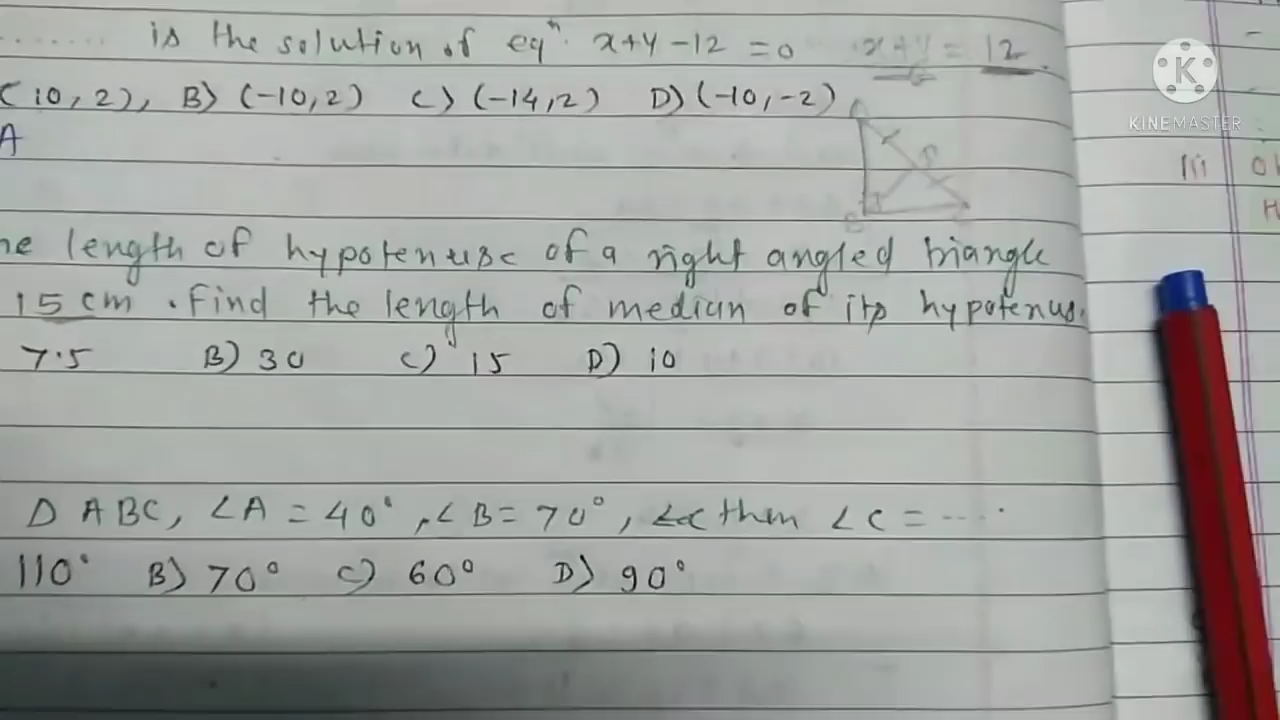 ........ is the solution of eqⁿ. x+y-12 =0 x+y = 12
(10,2), B) (-10,2) C) (-14,2) D) (-10,-2)
A
length of hypotenuse of a right angled triangle
15 cm. Find the length of median of its hypotenus.
7.5 B) 30 C) 15 D) 10
Δ ABC, ∠A = 40°, ∠B = 70°, then ∠C = ....
110° B) 70° C) 60° D) 90°
K
KINEMASTER
iii